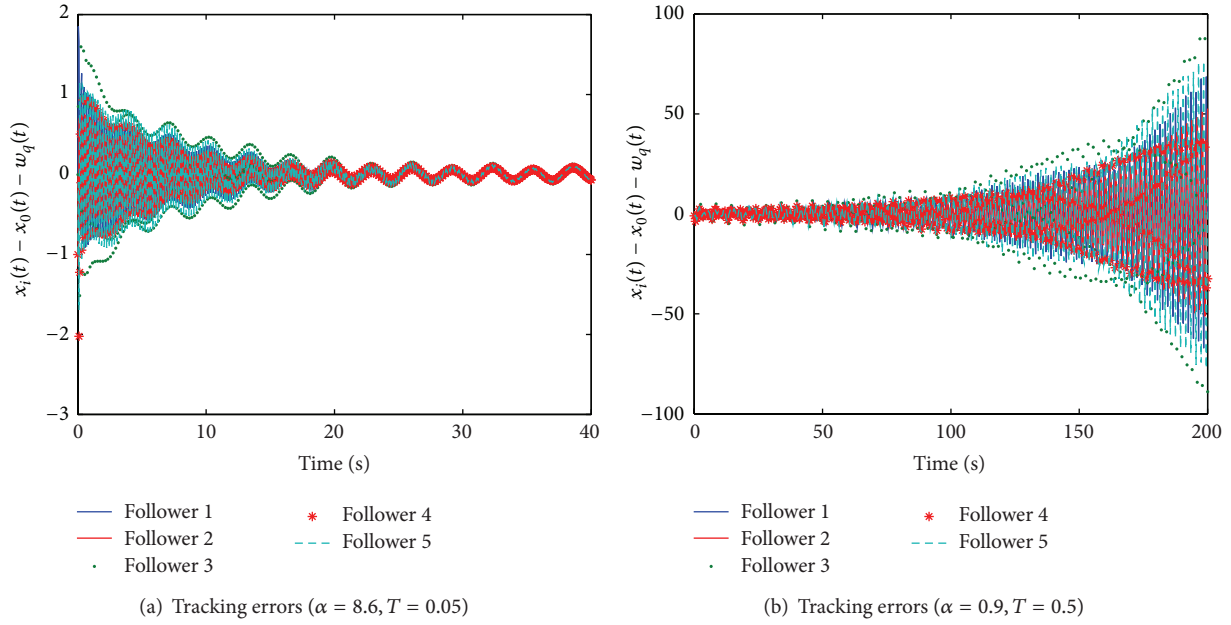 2
1
0
−1
−2
−3
0
10
20
30
40
x_i(t) − x_0(t) − w_q(t)
Time (s)
Follower 1
Follower 2
Follower 3
Follower 4
Follower 5
(a) Tracking errors (α = 8.6, T = 0.05)
100
50
0
−50
−100
0
50
100
150
200
x_i(t) − x_0(t) − w_q(t)
Time (s)
Follower 1
Follower 2
Follower 3
Follower 4
Follower 5
(b) Tracking errors (α = 0.9, T = 0.5)